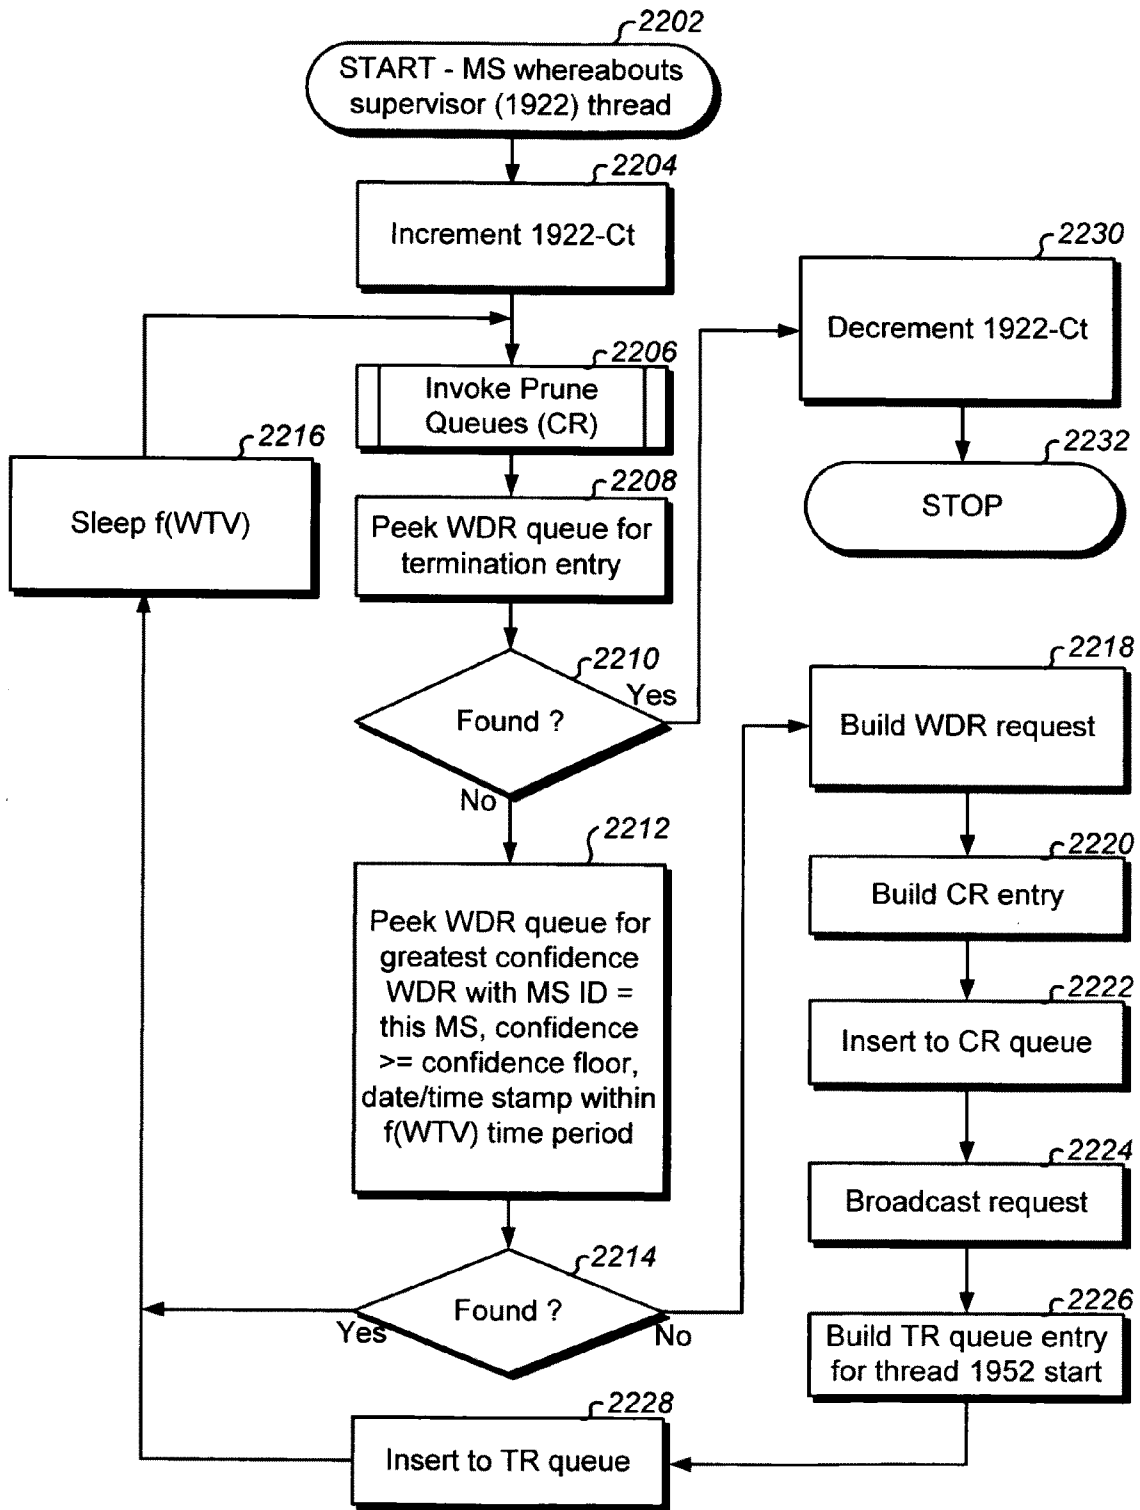 2202
START - MS whereabouts
supervisor (1922) thread
2204
Increment 1922-Ct
2206
Invoke Prune
Queues (CR)
2208
Peek WDR queue for
termination entry
2210
Found ?
Yes
No
2230
Decrement 1922-Ct
2232
STOP
2212
Peek WDR queue for
greatest confidence
WDR with MS ID =
this MS, confidence
>= confidence floor,
date/time stamp within
f(WTV) time period
2214
Found ?
Yes
No
2216
Sleep f(WTV)
2218
Build WDR request
2220
Build CR entry
2222
Insert to CR queue
2224
Broadcast request
2226
Build TR queue entry
for thread 1952 start
2228
Insert to TR queue